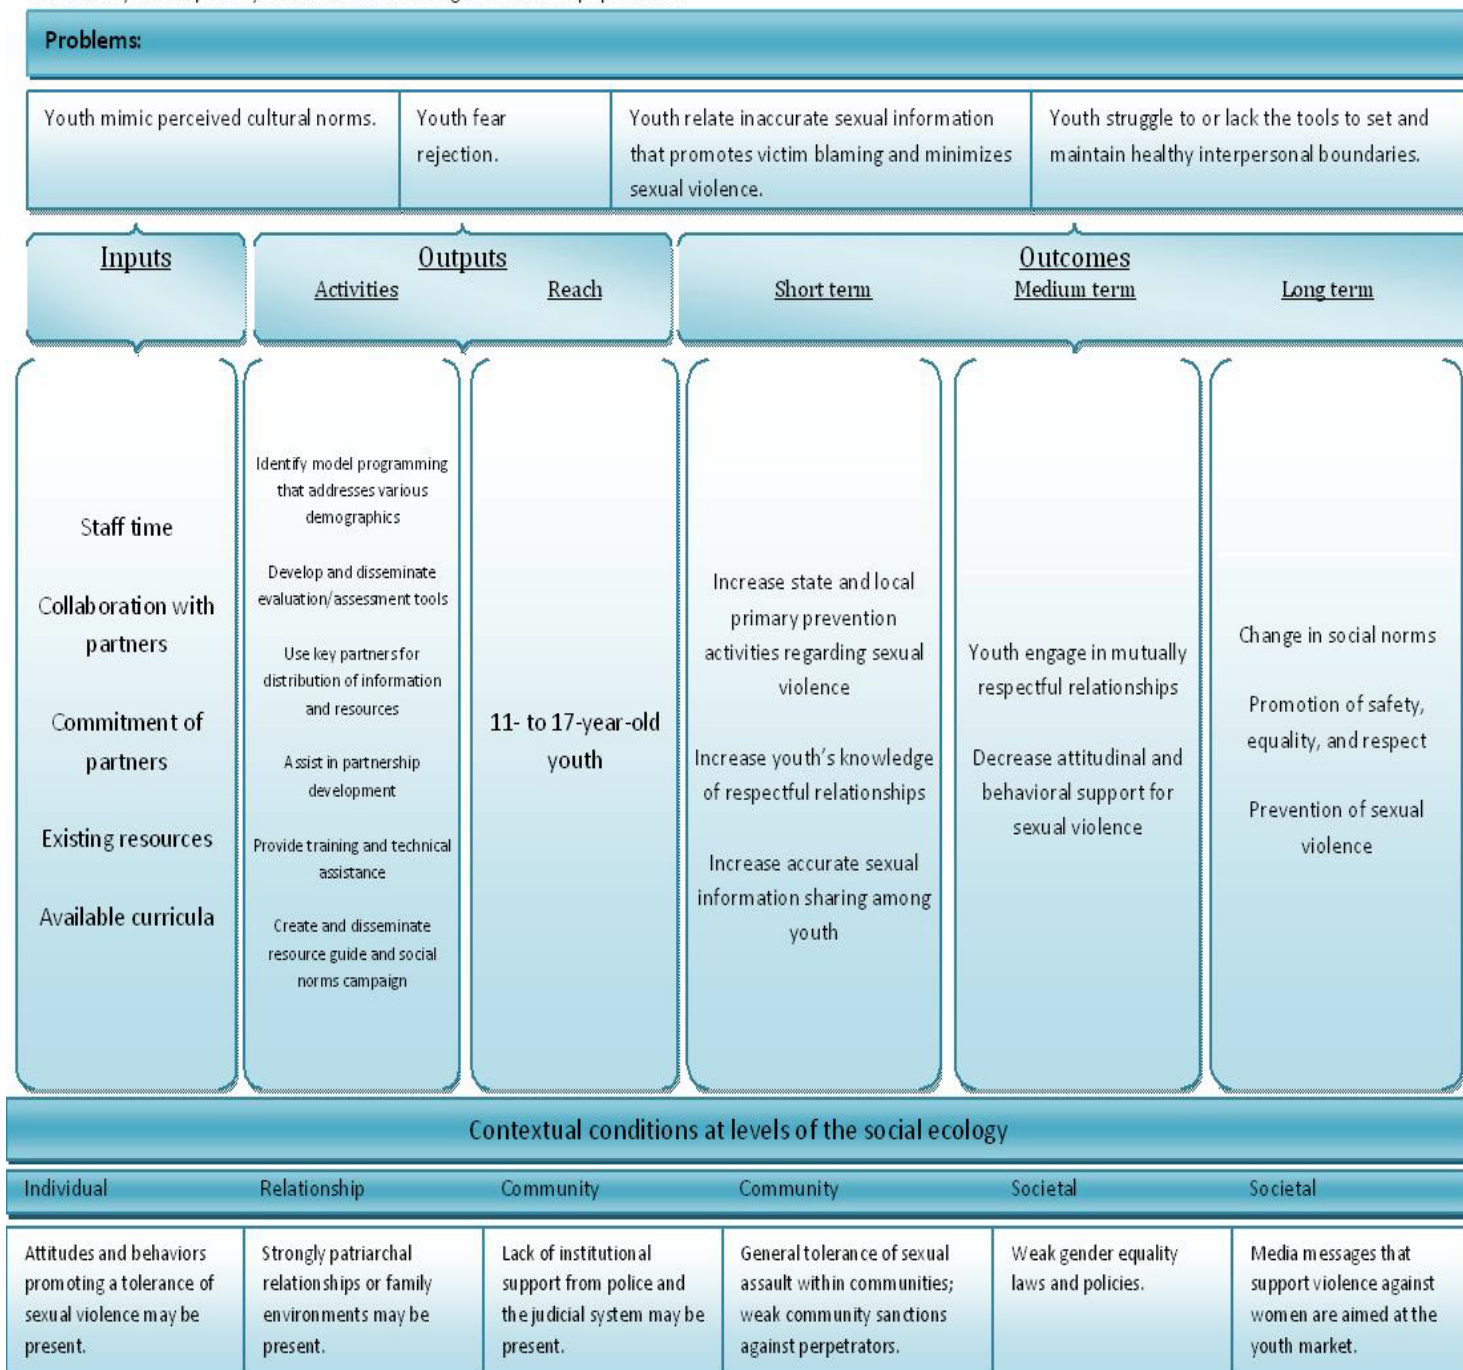 Problems:
Youth mimic perceived cultural norms.
Youth fear
rejection.
Youth relate inaccurate sexual information
that promotes victim blaming and minimizes
sexual violence.
Youth struggle to or lack the tools to set and
maintain healthy interpersonal boundaries.
Inputs
Outputs
Activities
Reach
Outcomes
Short term
Medium term
Long term
Staff time
Collaboration with
partners
Commitment of
partners
Existing resources
Available curricula
Identify model programming
that addresses various
demographics
Develop and disseminate
evaluation/assessment tools
Use key partners for
distribution of information
and resources
Assist in partnership
development
Provide training and technical
assistance
Create and disseminate
resource guide and social
norms campaign
11- to 17-year-old
youth
Increase state and local
primary prevention
activities regarding sexual
violence
Increase youth's knowledge
of respectful relationships
Increase accurate sexual
information sharing among
youth
Youth engage in mutually
respectful relationships
Decrease attitudinal and
behavioral support for
sexual violence
Change in social norms
Promotion of safety,
equality, and respect
Prevention of sexual
violence
Contextual conditions at levels of the social ecology
Individual
Relationship
Community
Community
Societal
Societal
Attitudes and behaviors
promoting a tolerance of
sexual violence may be
present.
Strongly patriarchal
relationships or family
environments may be
present.
Lack of institutional
support from police and
the judicial system may be
present.
General tolerance of sexual
assault within communities;
weak community sanctions
against perpetrators.
Weak gender equality
laws and policies.
Media messages that
support violence against
women are aimed at the
youth market.